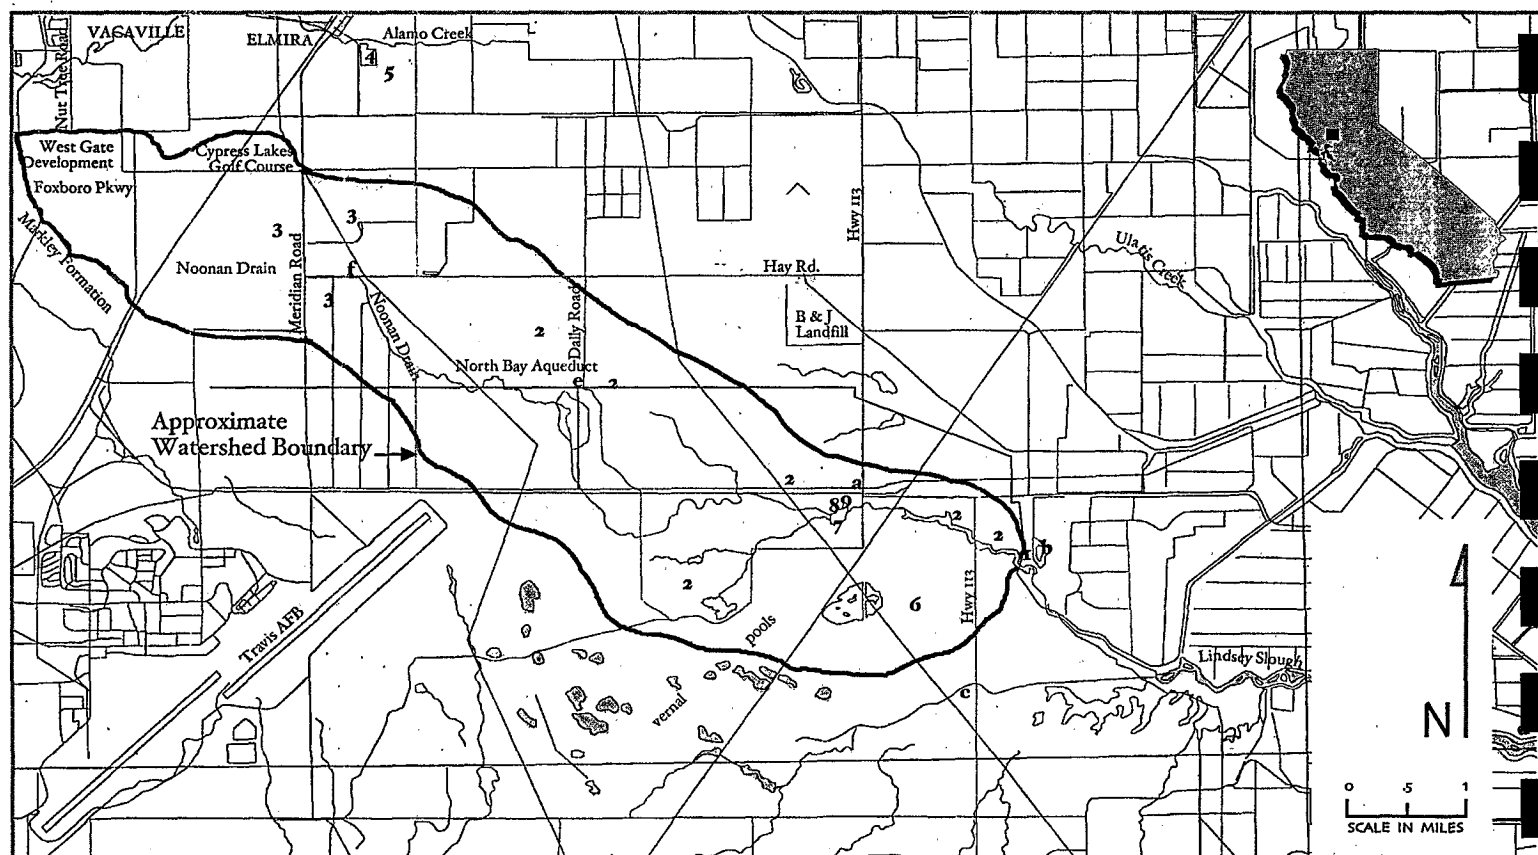 VACAVILLE
ELMIRA
Alamo Creek
4
5
Nut Tree Road
West Gate
Development
Cypress Lakes
Golf Course
Foxboro Pkwy
Markley Formation
3
3
Noonan Drain
Meridian Road
f
3
Noonan Drain
2
Dally Road
Hwy 113
Hay Rd.
B & J
Landfill
Ulatis Creek
North Bay Aqueduct
e
2
Approximate
Watershed Boundary
2
a
89
2
2
1
b
2
6
Hwy 113
Travis AFB
pools
vernal
c
Lindsey Slough
N
0 .5 1
SCALE IN MILES